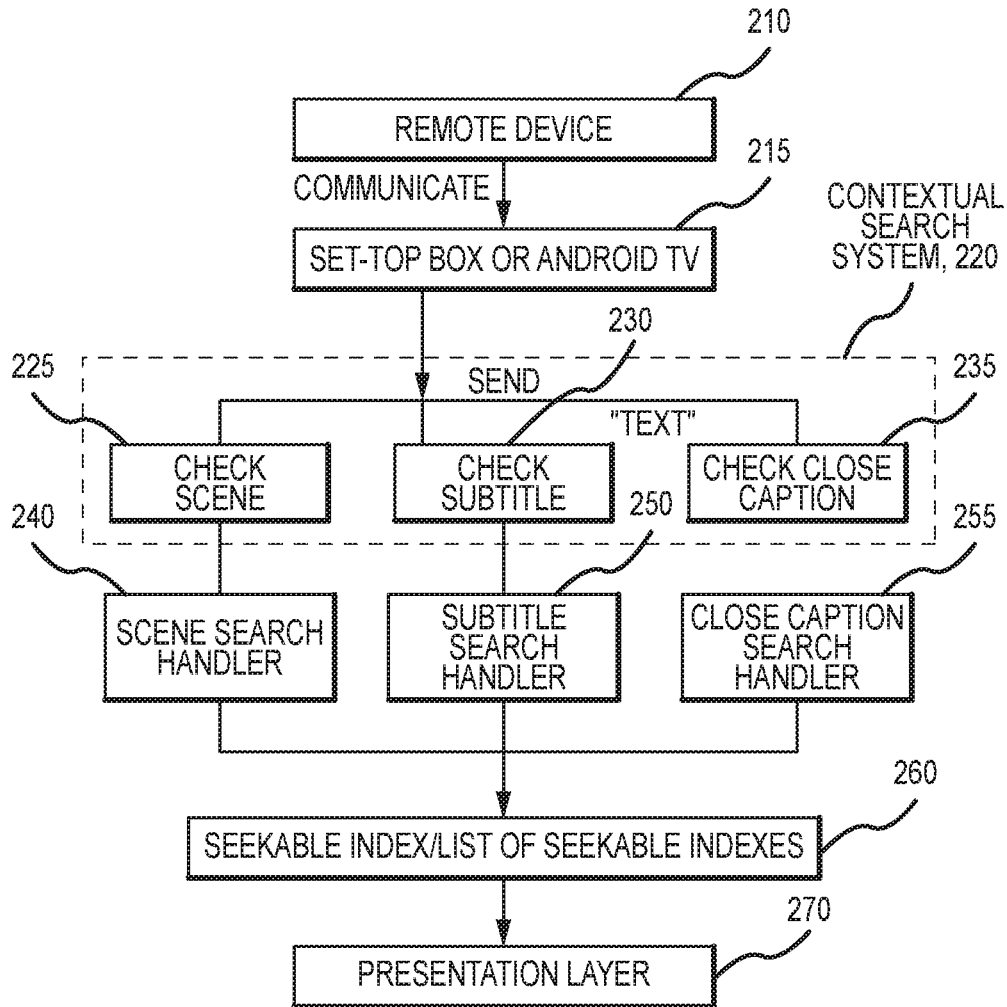 210
REMOTE DEVICE
COMMUNICATE
215
SET-TOP BOX OR ANDROID TV
CONTEXTUAL
SEARCH
SYSTEM, 220
225
230
235
SEND
"TEXT"
CHECK
SCENE
CHECK
SUBTITLE
CHECK CLOSE
CAPTION
240
250
255
SCENE SEARCH
HANDLER
SUBTITLE
SEARCH
HANDLER
CLOSE CAPTION
SEARCH
HANDLER
260
SEEKABLE INDEX/LIST OF SEEKABLE INDEXES
270
PRESENTATION LAYER